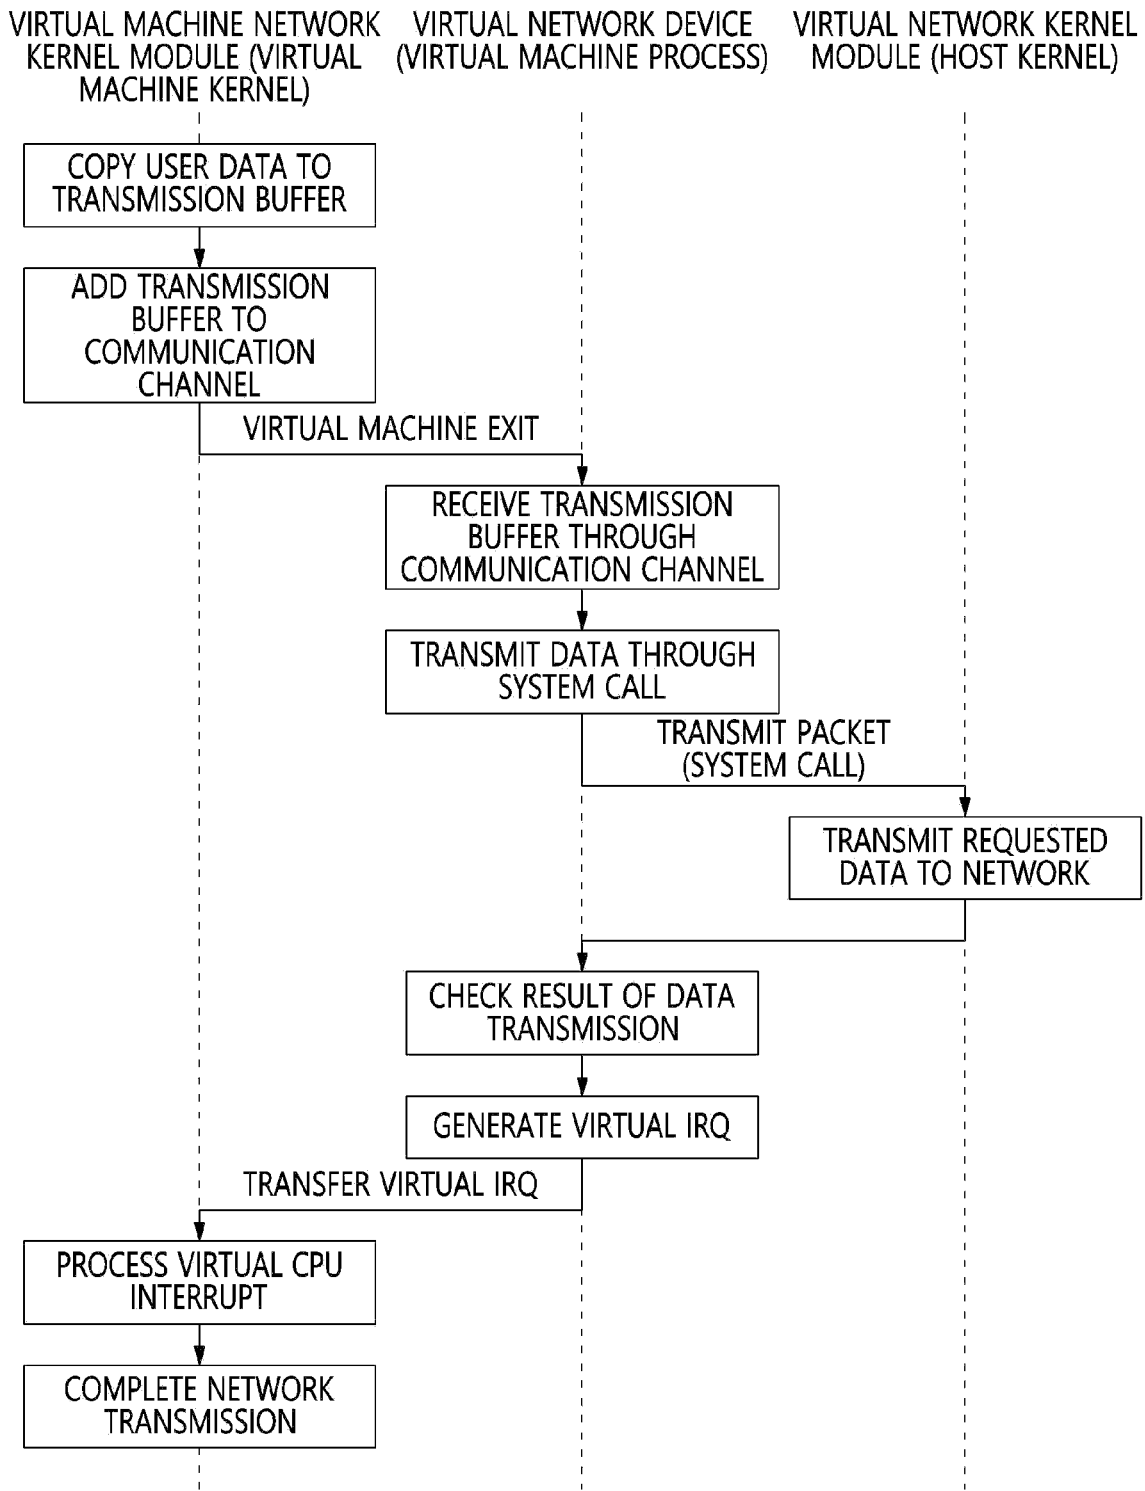 VIRTUAL MACHINE NETWORK
KERNEL MODULE (VIRTUAL
MACHINE KERNEL)
VIRTUAL NETWORK DEVICE
(VIRTUAL MACHINE PROCESS)
VIRTUAL NETWORK KERNEL
MODULE (HOST KERNEL)
COPY USER DATA TO
TRANSMISSION BUFFER
ADD TRANSMISSION
BUFFER TO
COMMUNICATION
CHANNEL
VIRTUAL MACHINE EXIT
RECEIVE TRANSMISSION
BUFFER THROUGH
COMMUNICATION CHANNEL
TRANSMIT DATA THROUGH
SYSTEM CALL
TRANSMIT PACKET
(SYSTEM CALL)
TRANSMIT REQUESTED
DATA TO NETWORK
CHECK RESULT OF DATA
TRANSMISSION
GENERATE VIRTUAL IRQ
TRANSFER VIRTUAL IRQ
PROCESS VIRTUAL CPU
INTERRUPT
COMPLETE NETWORK
TRANSMISSION